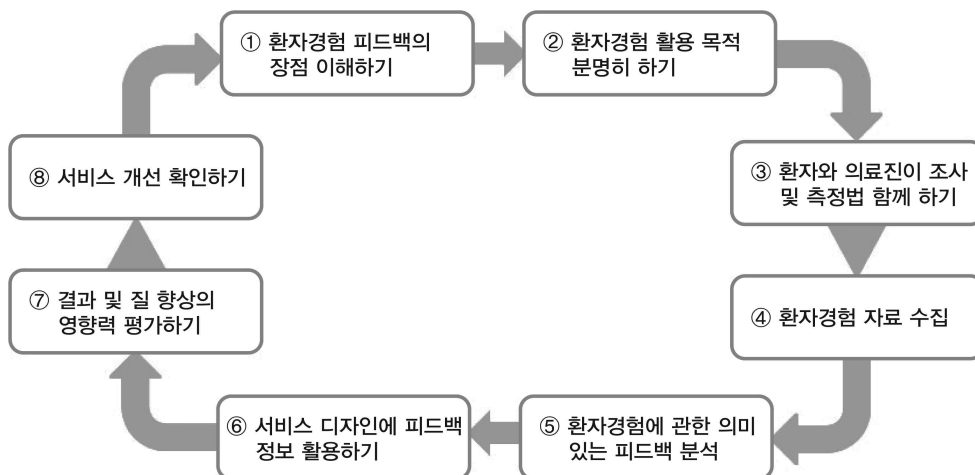 ① 환자경험 피드백의
장점 이해하기
② 환자경험 활용 목적
분명히 하기
③ 환자와 의료진이 조사
및 측정법 함께 하기
④ 환자경험 자료 수집
⑤ 환자경험에 관한 의미
있는 피드백 분석
⑥ 서비스 디자인에 피드백
정보 활용하기
⑦ 결과 및 질 향상의
영향력 평가하기
⑧ 서비스 개선 확인하기